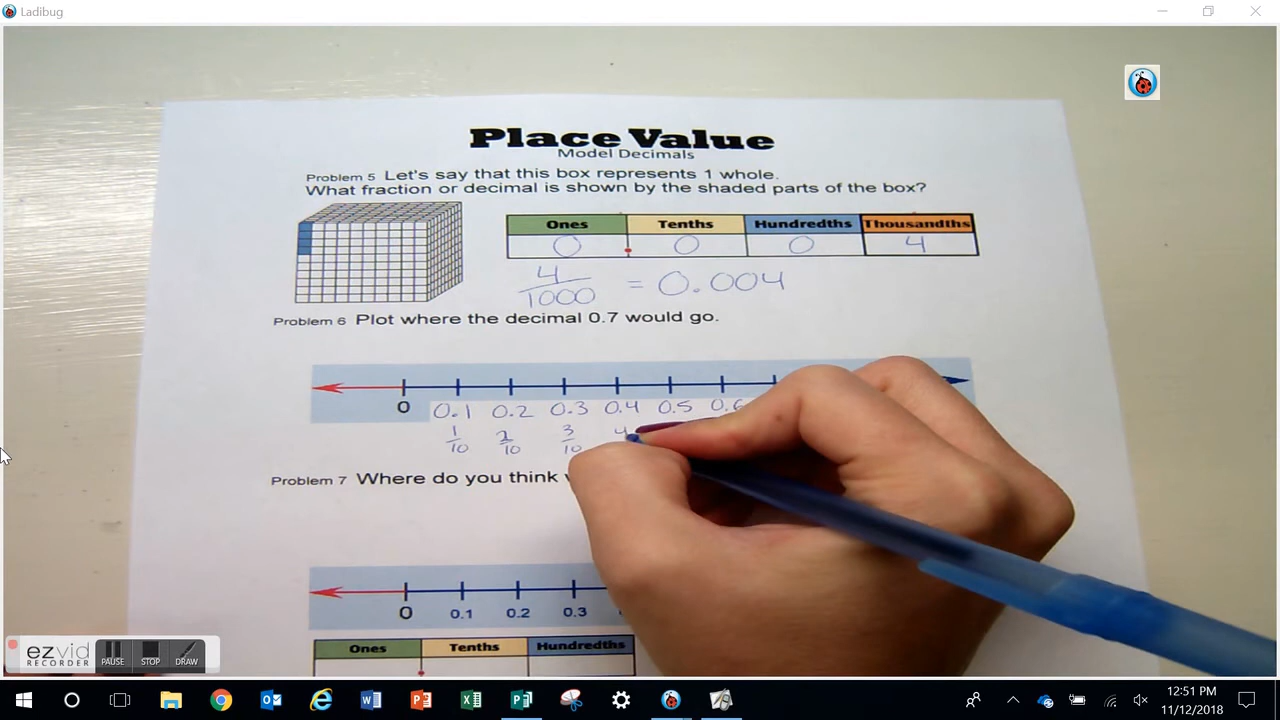 Ladibug
Place Value
Model Decimals
Problem 5 Let's say that this box represents 1 whole.
What fraction or decimal is shown by the shaded parts of the box?
Ones Tenths Hundredths Thousandths
0 . 0 0 4
4/1000 = 0.004
Problem 6 Plot where the decimal 0.7 would go.
0 0.1 0.2 0.3 0.4 0.5 0.6
1/10 2/10 3/10 4
Problem 7 Where do you think
0 0.1 0.2 0.3
Ones Tenths Hundredths
.
ezvid
RECORDER
PAUSE STOP DRAW
12:51 PM
11/12/2018